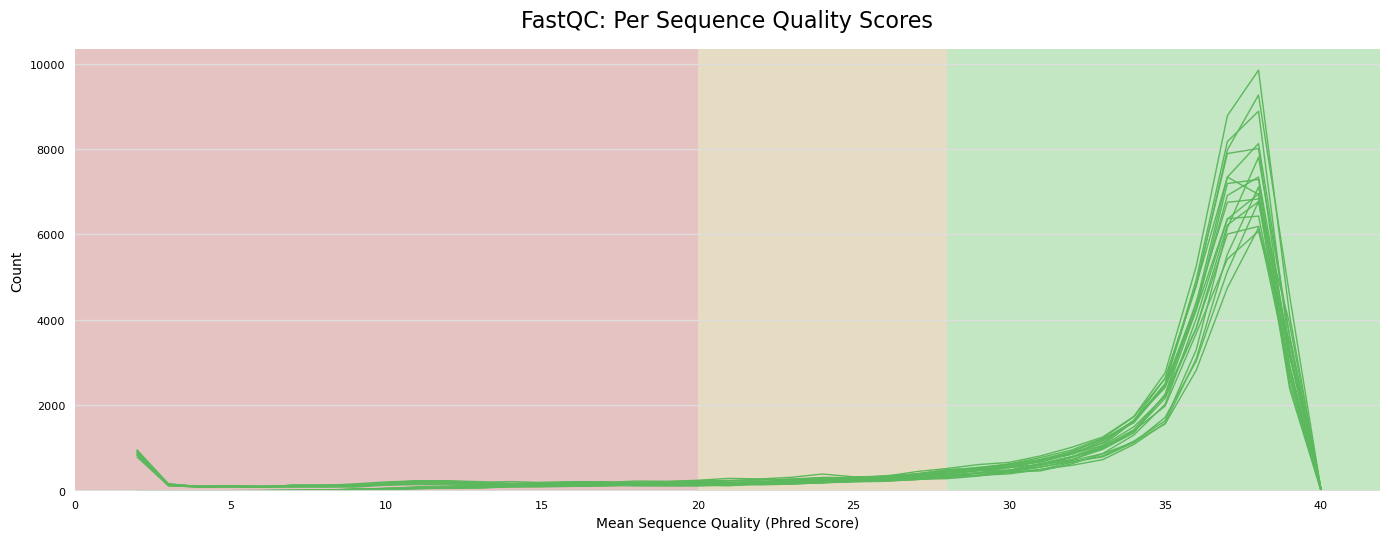 FastQC: Per Sequence Quality Scores
10000
8000
6000
4000
2000
0
Count
0 5 10 15 20 25 30 35 40
Mean Sequence Quality (Phred Score)